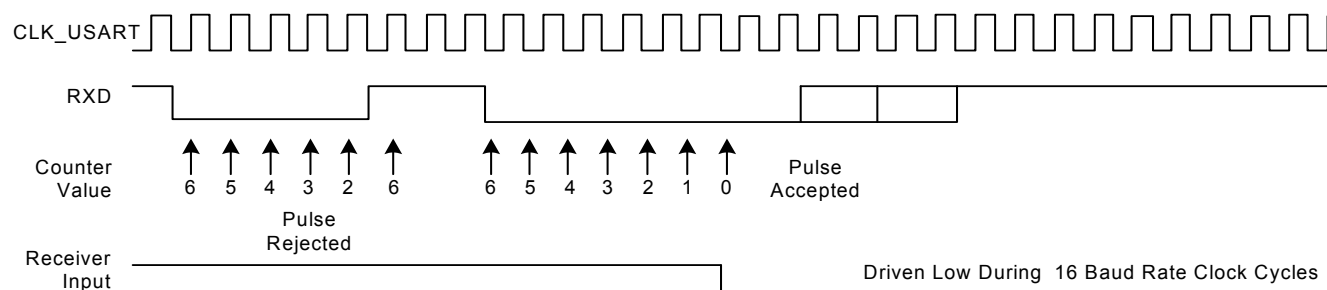 CLK_USART
RXD
Counter
Value
6 5 4 3 2 6 6 5 4 3 2 1 0
Pulse
Accepted
Pulse
Rejected
Receiver
Input
Driven Low During 16 Baud Rate Clock Cycles